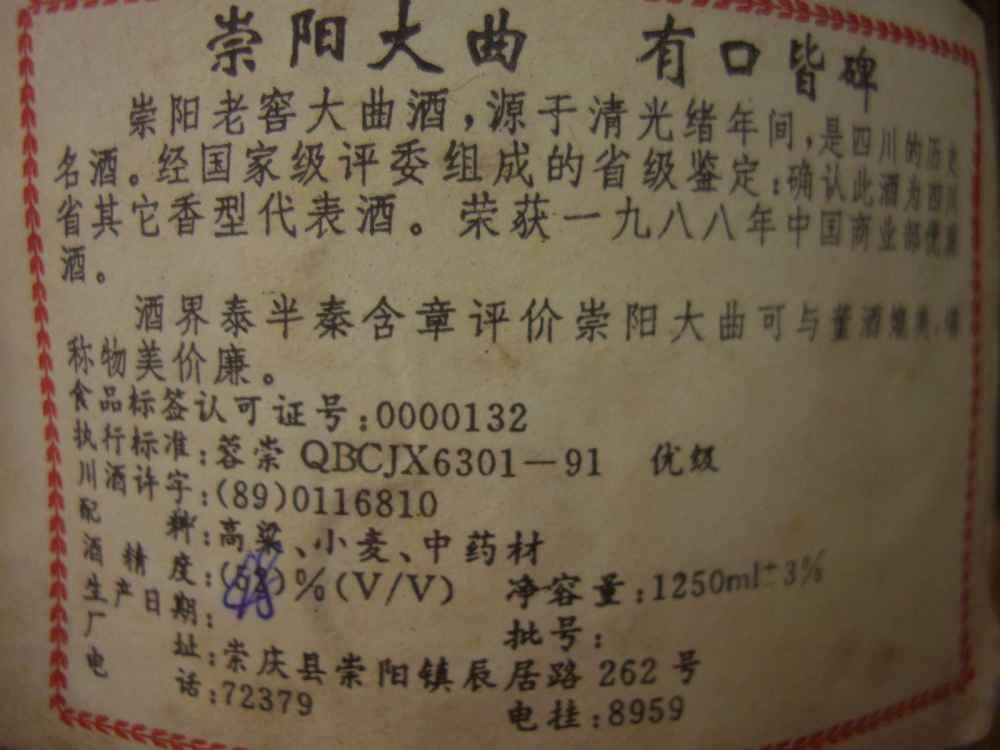 崇阳大曲 有口皆碑
崇阳老窖大曲酒,源于清光绪年间,是四川的历史
名酒。经国家级评委组成的省级鉴定:确认此酒为四川
省其它香型代表酒。荣获一九八八年中国商业部优质
酒。
酒界泰半秦含章评价崇阳大曲可与董酒媲美,
称物美价廉。
食品标签认可证号:0000132
执行标准:蓉崇 QBCJX6301-91 优级
川酒许字:(89)0116810
配料:高粱、小麦、中药材
酒精度:()%(V/V) 净容量:1250ml±3%
生产日期: 批号:
厂址:崇庆县崇阳镇辰居路 262 号
电话:72379 电挂:8959